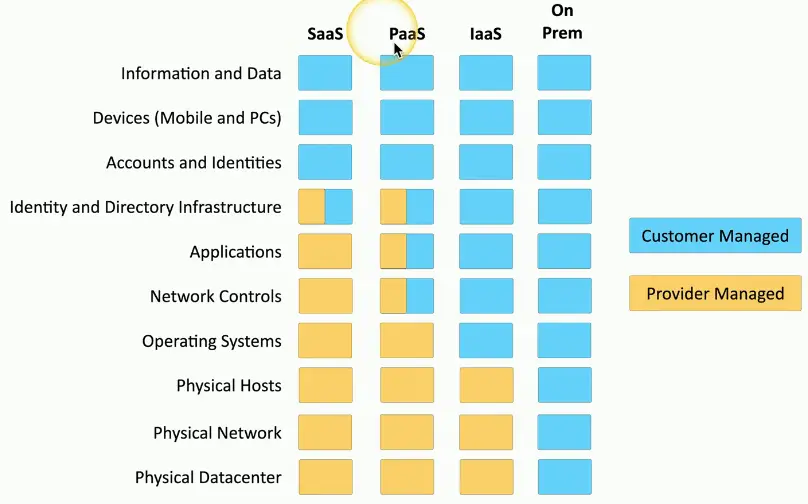 SaaS PaaS IaaS On Prem
Information and Data
Devices (Mobile and PCs)
Accounts and Identities
Identity and Directory Infrastructure
Applications
Network Controls
Operating Systems
Physical Hosts
Physical Network
Physical Datacenter
Customer Managed
Provider Managed